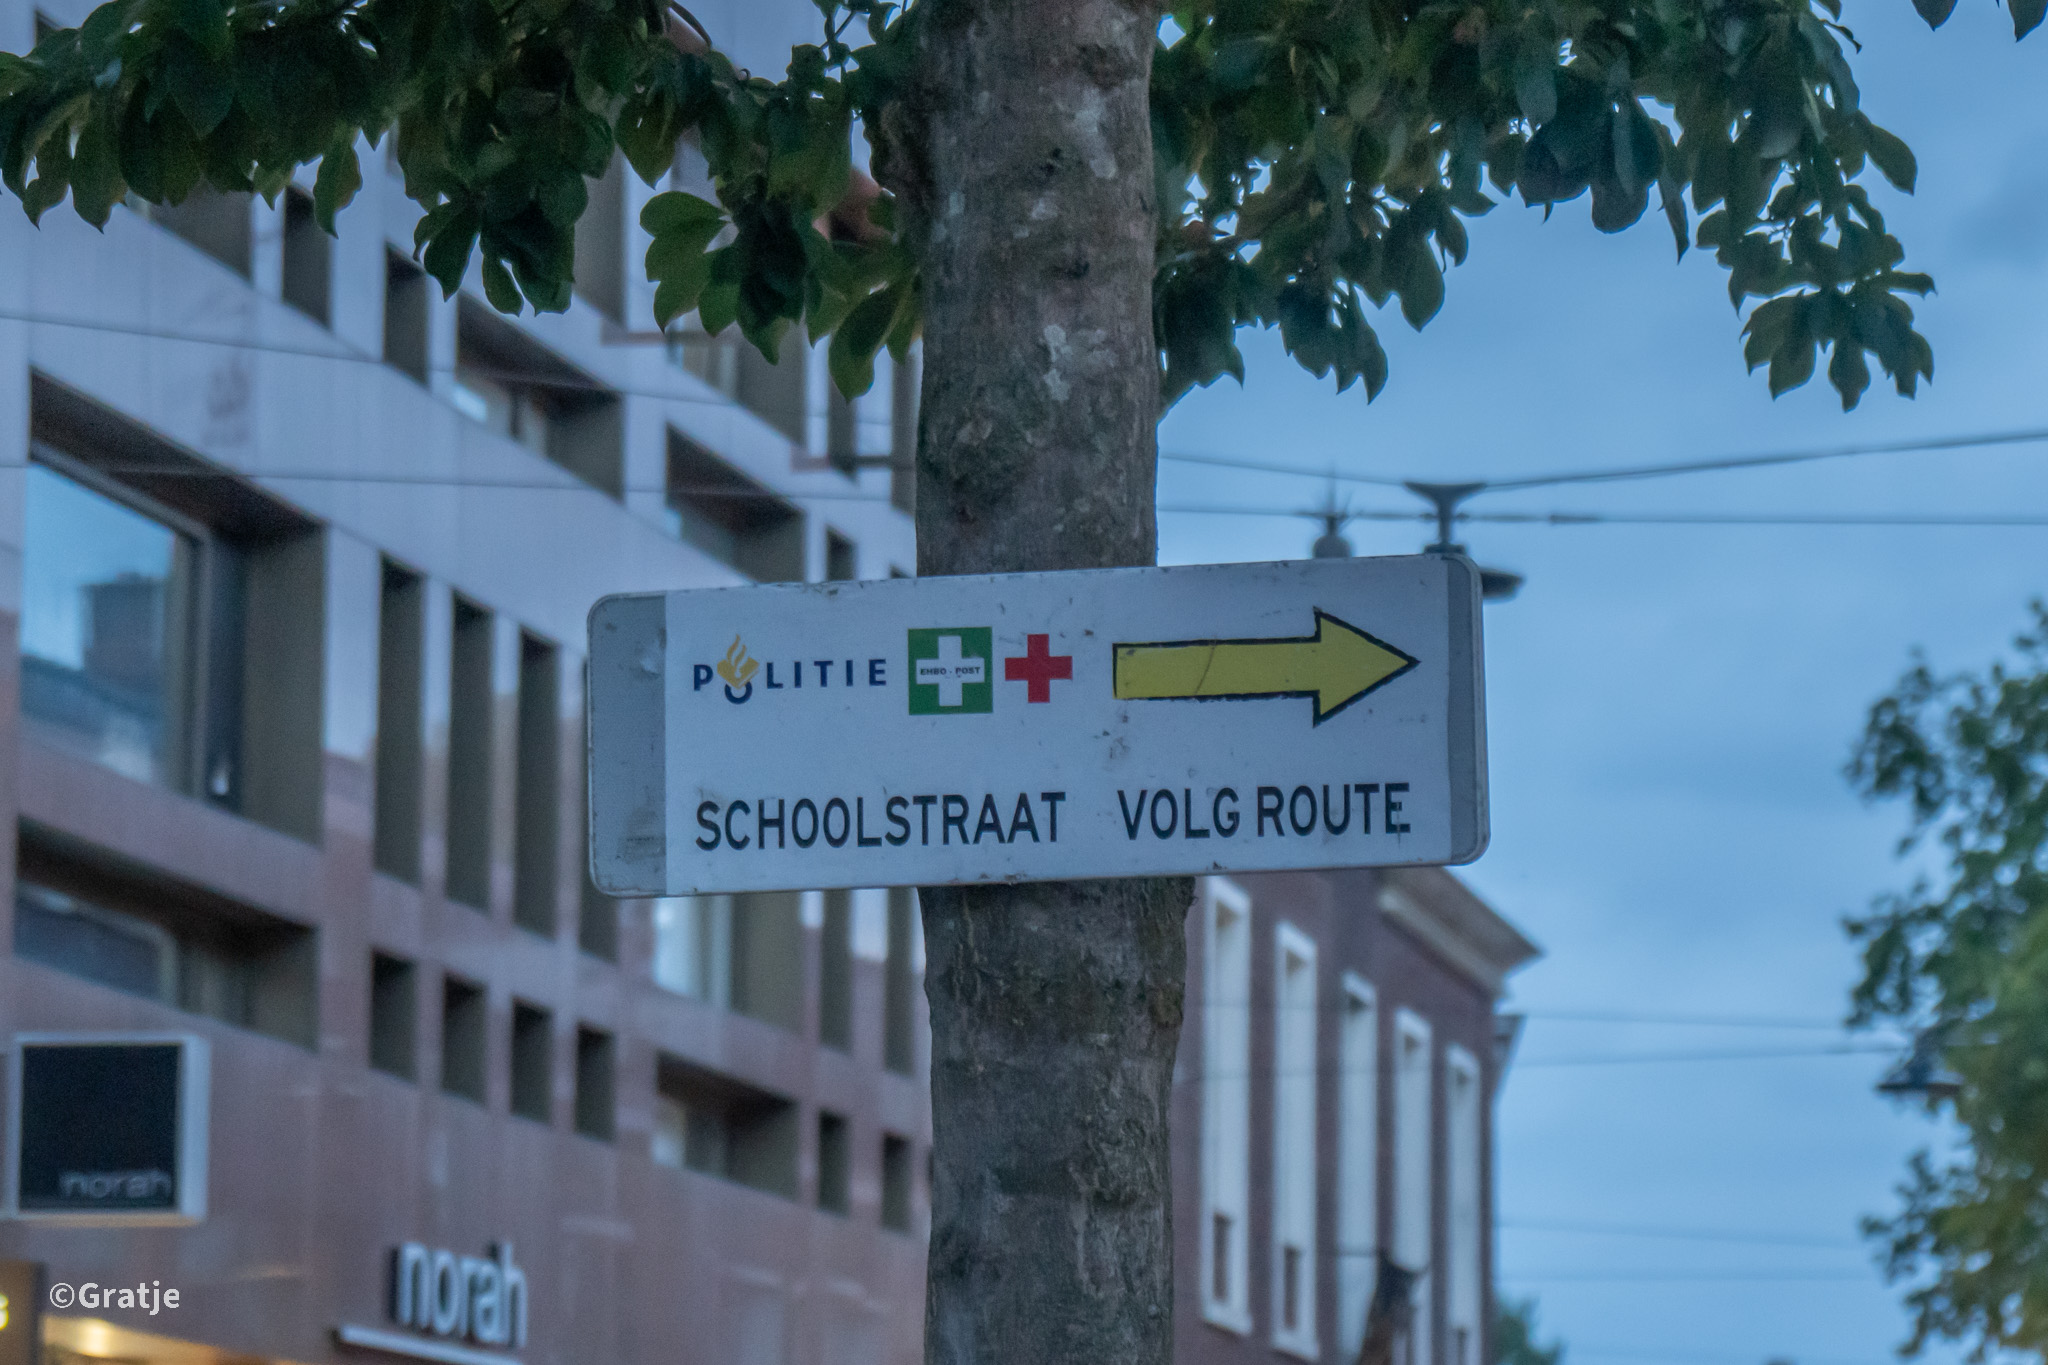 POLITIE EHBO - POST
SCHOOLSTRAAT VOLG ROUTE
norah
norah
©Gratje